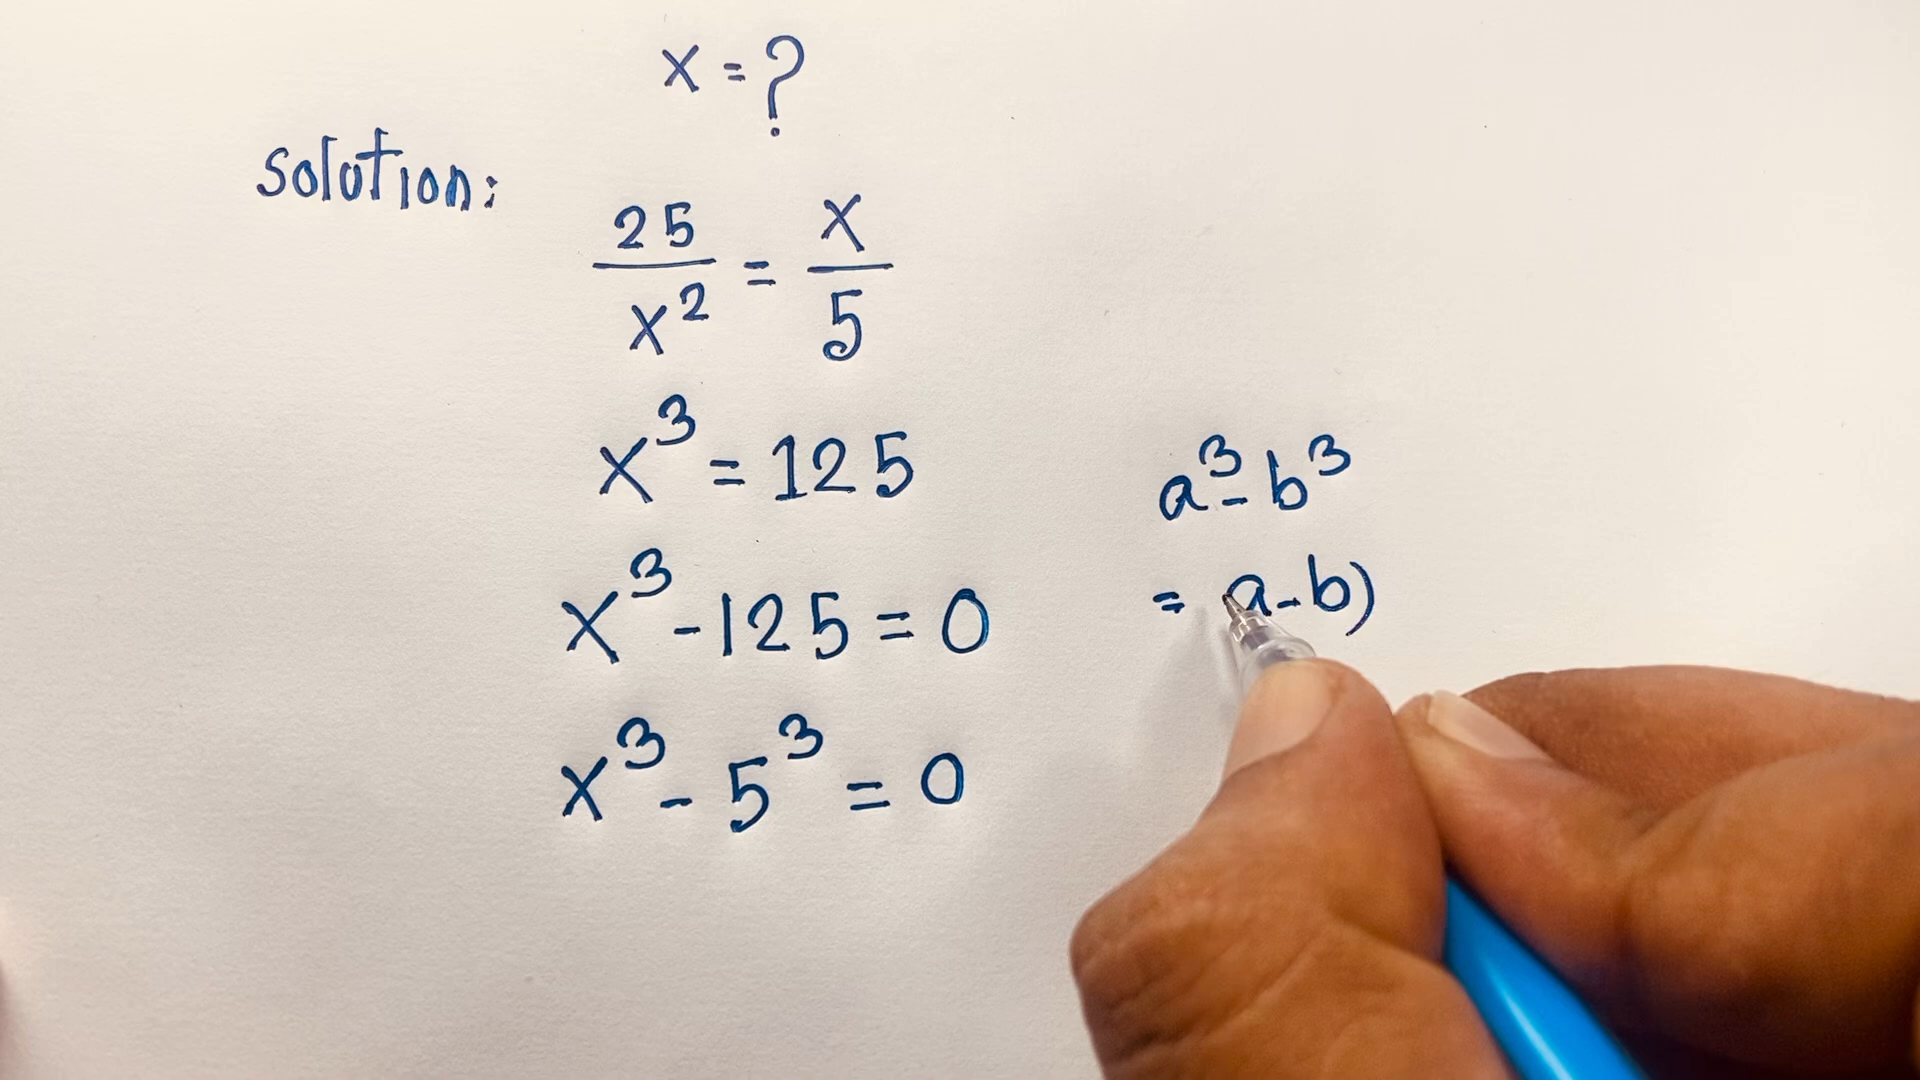 x = ?
Solution:
25/x² = x/5
x³ = 125
x³ - 125 = 0
x³ - 5³ = 0
a³ - b³
= a - b)